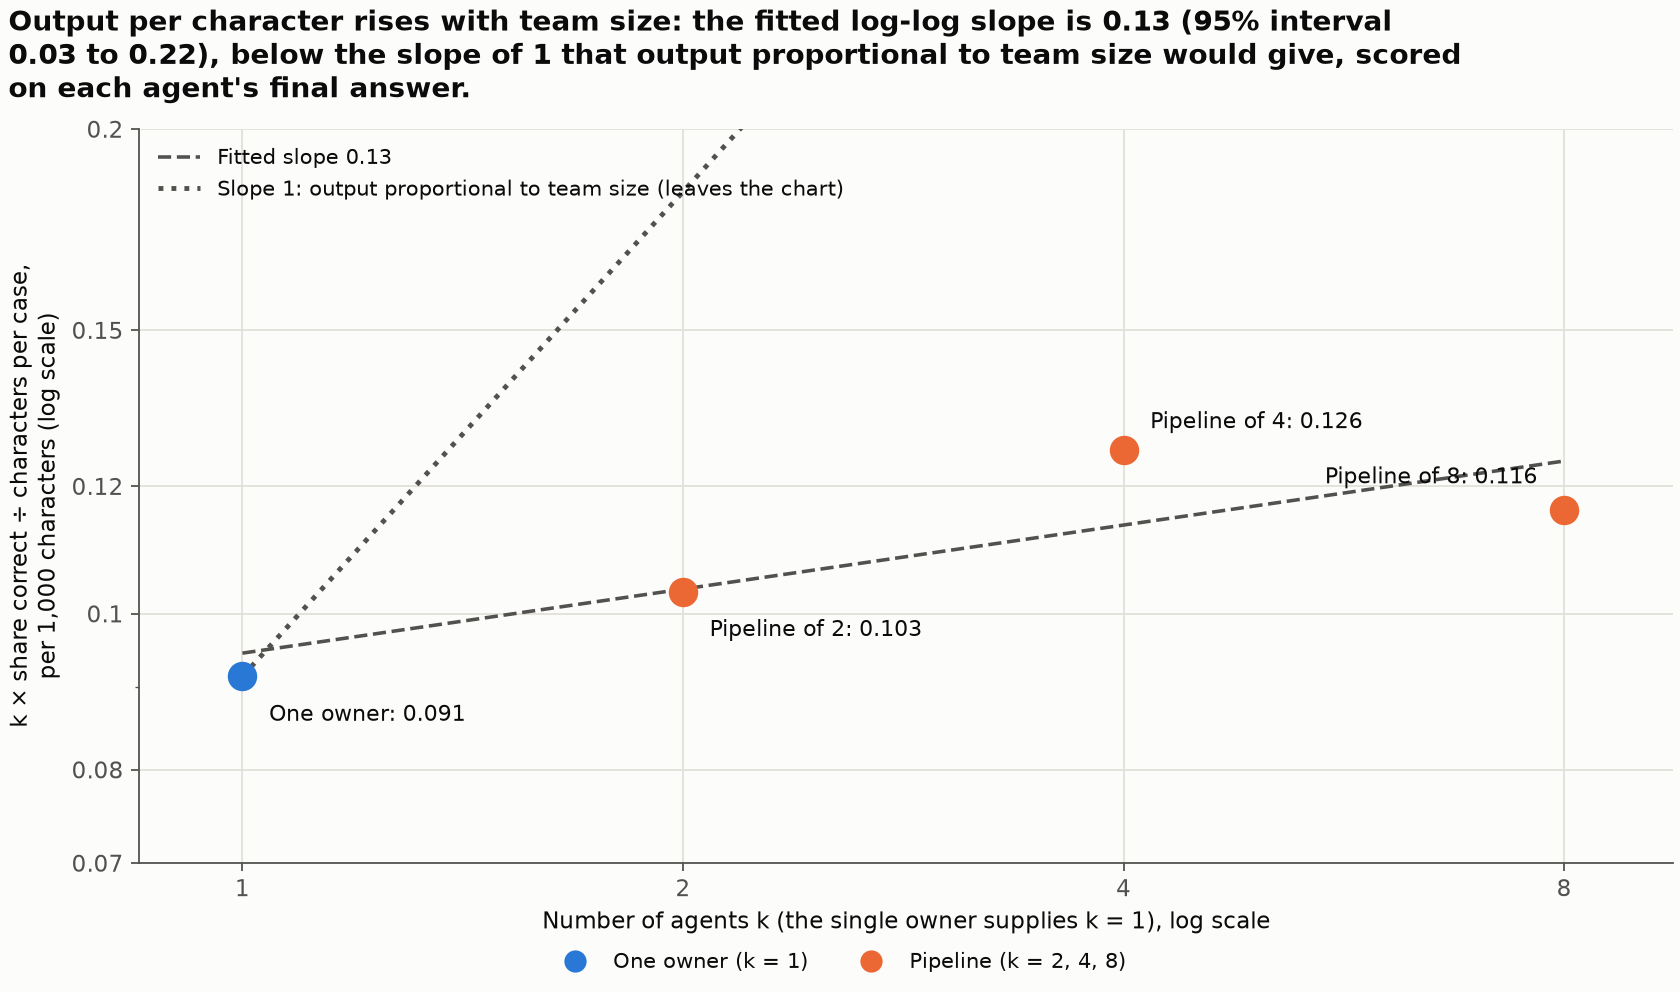 Output per character rises with team size: the fitted log-log slope is 0.13 (95% interval
0.03 to 0.22), below the slope of 1 that output proportional to team size would give, scored
on each agent's final answer.
k × share correct ÷ characters per case,
per 1,000 characters (log scale)
0.2
0.15
0.12
0.1
0.08
0.07
Fitted slope 0.13
Slope 1: output proportional to team size (leaves the chart)
Pipeline of 4: 0.126
Pipeline of 8: 0.116
Pipeline of 2: 0.103
One owner: 0.091
1
2
4
8
Number of agents k (the single owner supplies k = 1), log scale
One owner (k = 1)
Pipeline (k = 2, 4, 8)